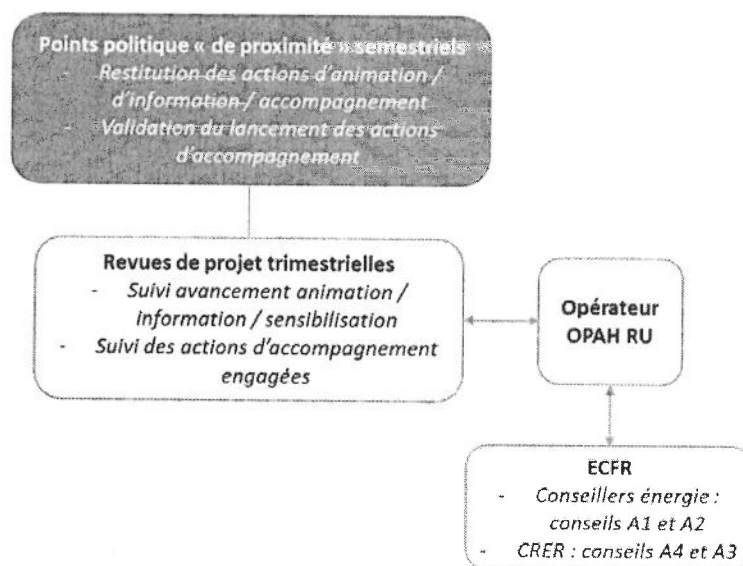 Points politique « de proximité » semestriels
- Restitution des actions d'animation /
d'information / accompagnement
- Validation du lancement des actions
d'accompagnement
Revues de projet trimestrielles
- Suivi avancement animation /
information / sensibilisation
- Suivi des actions d'accompagnement
engagées
Opérateur
OPAH RU
ECFR
- Conseillers énergie :
conseils A1 et A2
- CRER : conseils A4 et A3